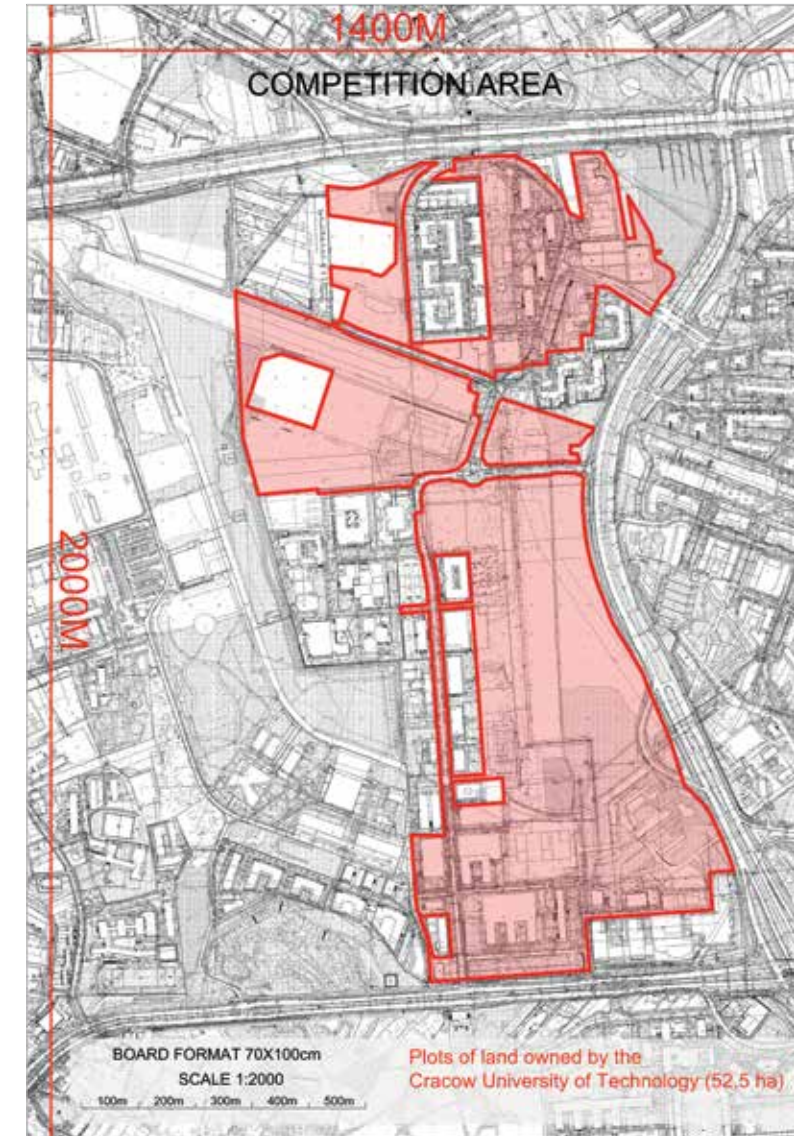 1400M
COMPETITION AREA
2000M
BOARD FORMAT 70X100cm
SCALE 1:2000
100m 200m 300m 400m 500m
Plots of land owned by the
Cracow University of Technology (52,5 ha)